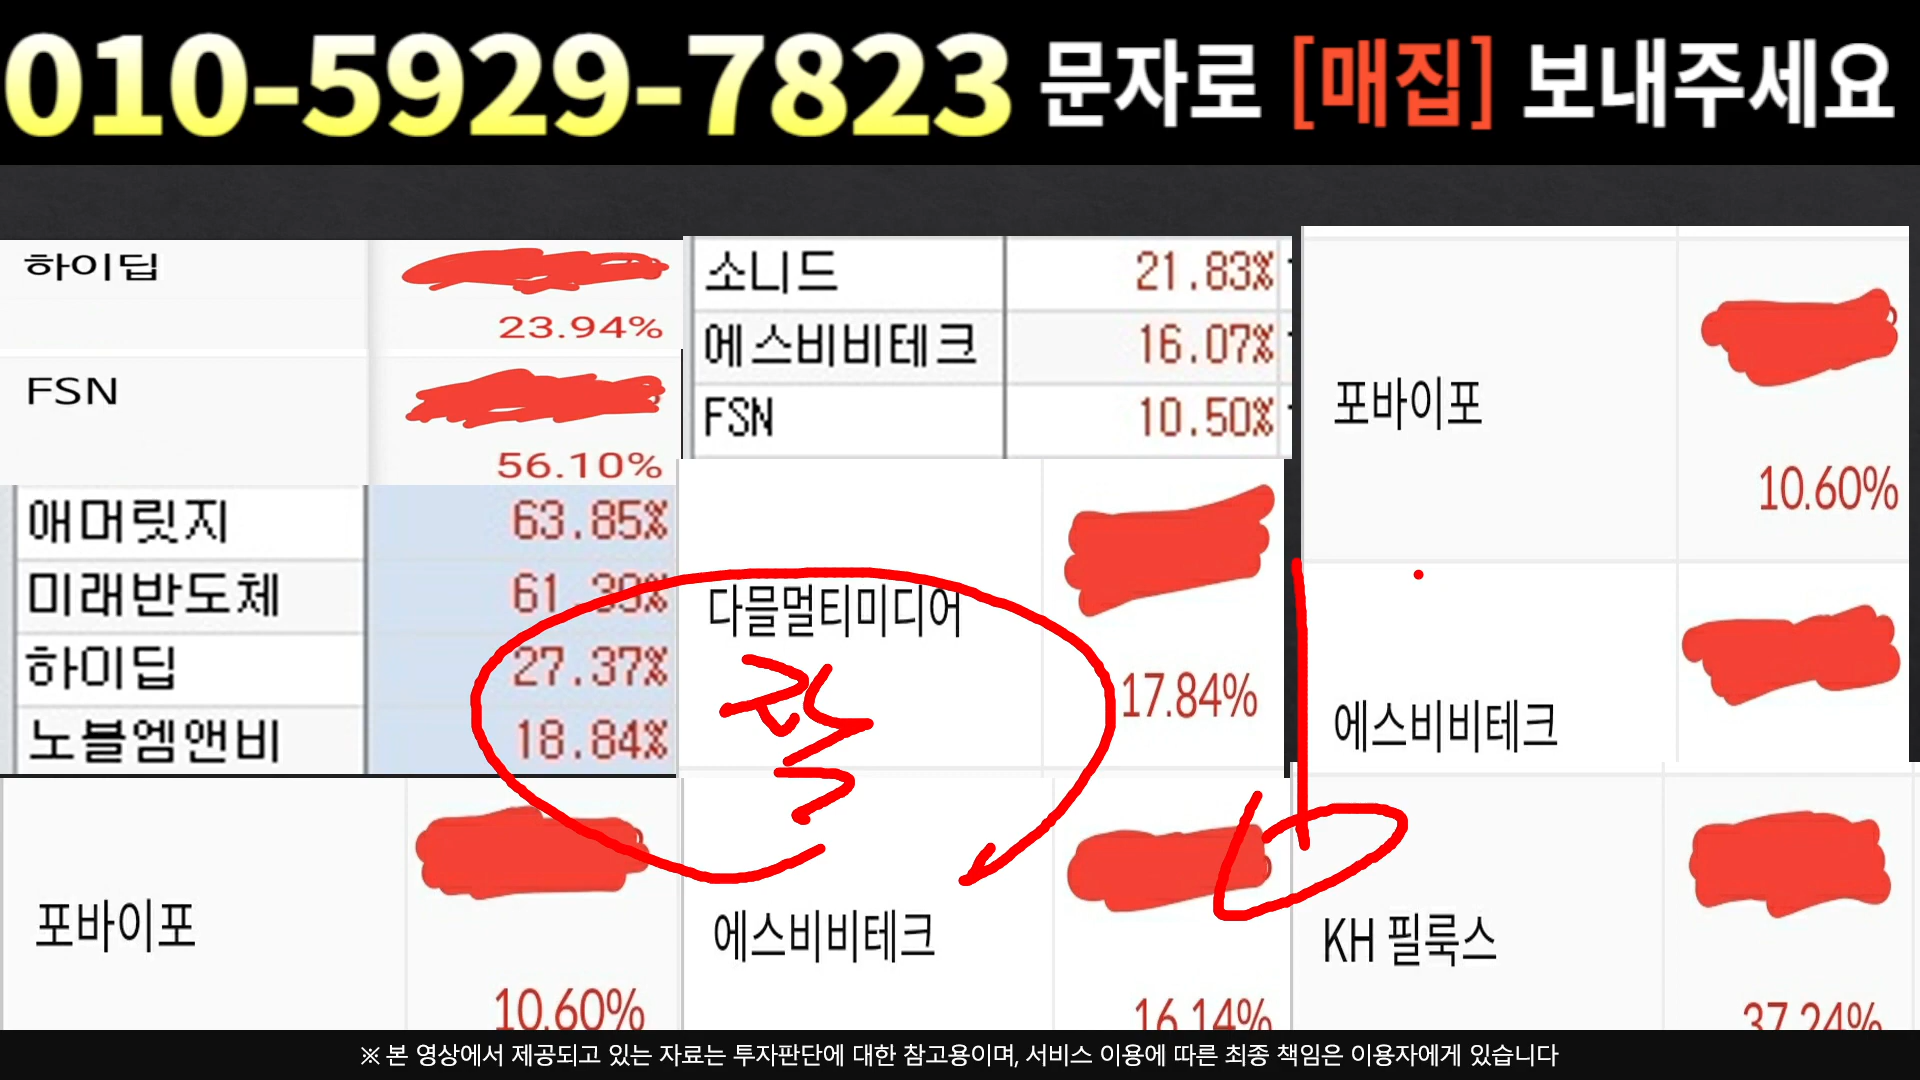 010-5929-7823 문자로 [매집] 보내주세요
하이딥
23.94%
FSN
56.10%
애머릿지 63.85%
미래반도체 61.39%
하이딥 27.37%
노블엠앤비 18.84%
소니드 21.83%
에스비비테크 16.07%
FSN 10.50%
다믈멀티미디어
17.84%
포바이포
10.60%
에스비비테크
포바이포
10.60%
에스비비테크
16.14%
KH 필룩스
37.24%
※ 본 영상에서 제공되고 있는 자료는 투자판단에 대한 참고용이며, 서비스 이용에 따른 최종 책임은 이용자에게 있습니다